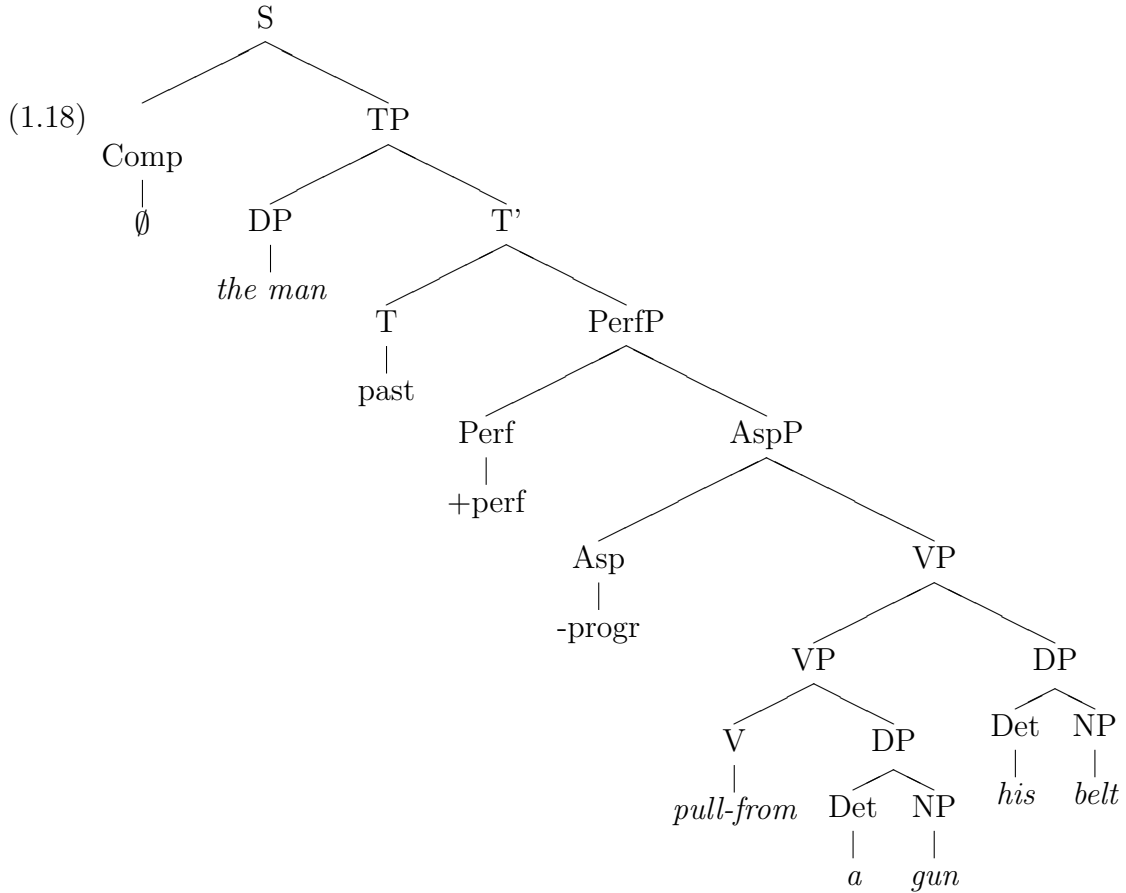 S
(1.18)
TP
Comp
∅
DP
T'
the man
T
PerfP
past
Perf
AspP
+perf
Asp
VP
-progr
VP
DP
V
DP
Det
NP
pull-from
Det
NP
his
belt
a
gun